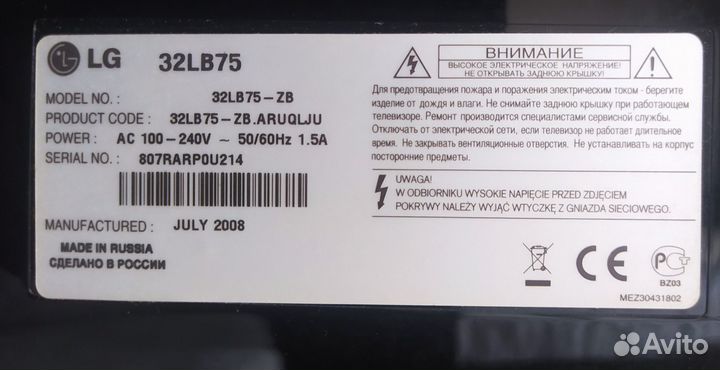 LG 32LB75
MODEL NO. : 32LB75-ZB
PRODUCT CODE : 32LB75-ZB.ARUQLJU
POWER : AC 100-240V ~ 50/60Hz 1.5A
SERIAL NO. : 807RARP0U214
MANUFACTURED : JULY 2008
MADE IN RUSSIA
СДЕЛАНО В РОССИИ
ВНИМАНИЕ
ВЫСОКОЕ ЭЛЕКТРИЧЕСКОЕ НАПРЯЖЕНИЕ!
НЕ ОТКРЫВАТЬ ЗАДНЮЮ КРЫШКУ!
Для предотвращения пожара и поражения электрическим током - берегите
изделие от дождя и влаги. Не снимайте заднюю крышку при работающем
телевизоре. Ремонт производится специалистами сервисной службы.
Отключать от электрической сети, если телевизор не работает длительное
время. Не закрывать вентиляционные отверстия. Не устанавливать на корпус
посторонние предметы.
UWAGA!
W ODBIORNIKU WYSOKIE NAPIĘCIE PRZED ZDJĘCIEM
POKRYWY NALEŻY WYJĄĆ WTYCZKĘ Z GNIAZDA SIECIOWEGO.
CE
РСТ
BZ03
MEZ30431802
Avito